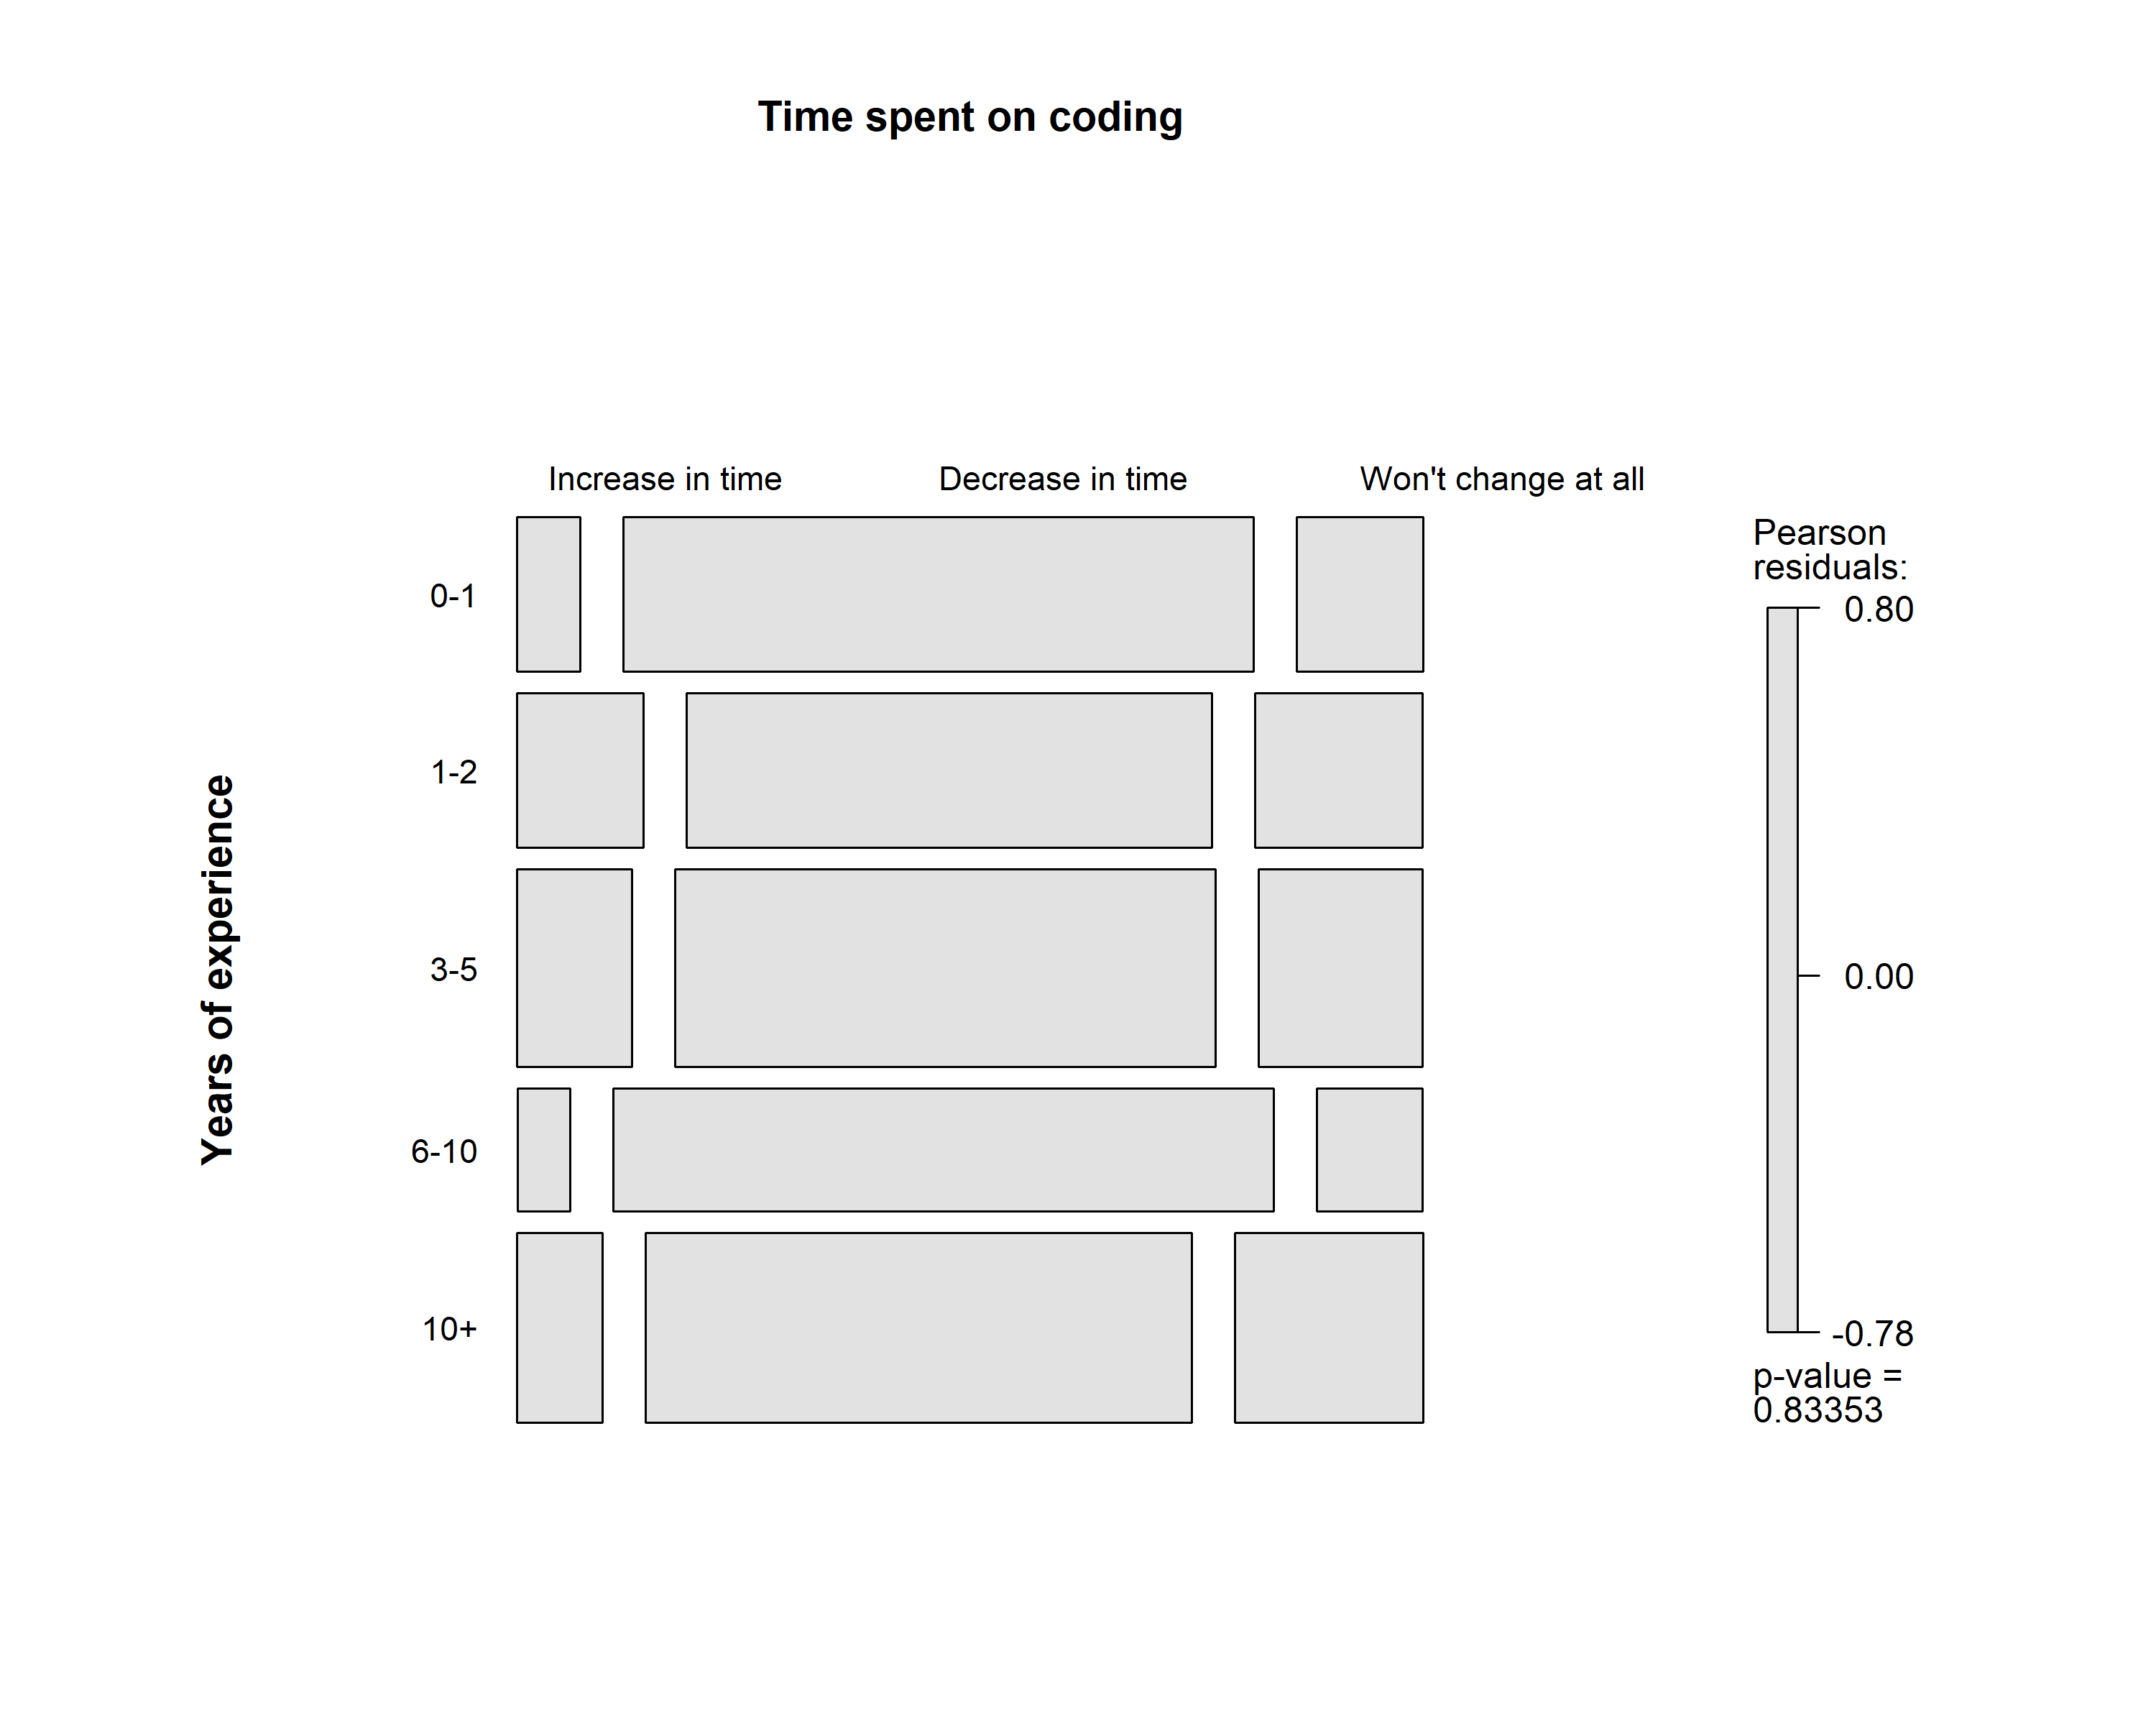 Time spent on coding
Increase in time
Decrease in time
Won't change at all
Years of experience
0-1
1-2
3-5
6-10
10+
Pearson
residuals:
0.80
0.00
-0.78
p-value =
0.83353